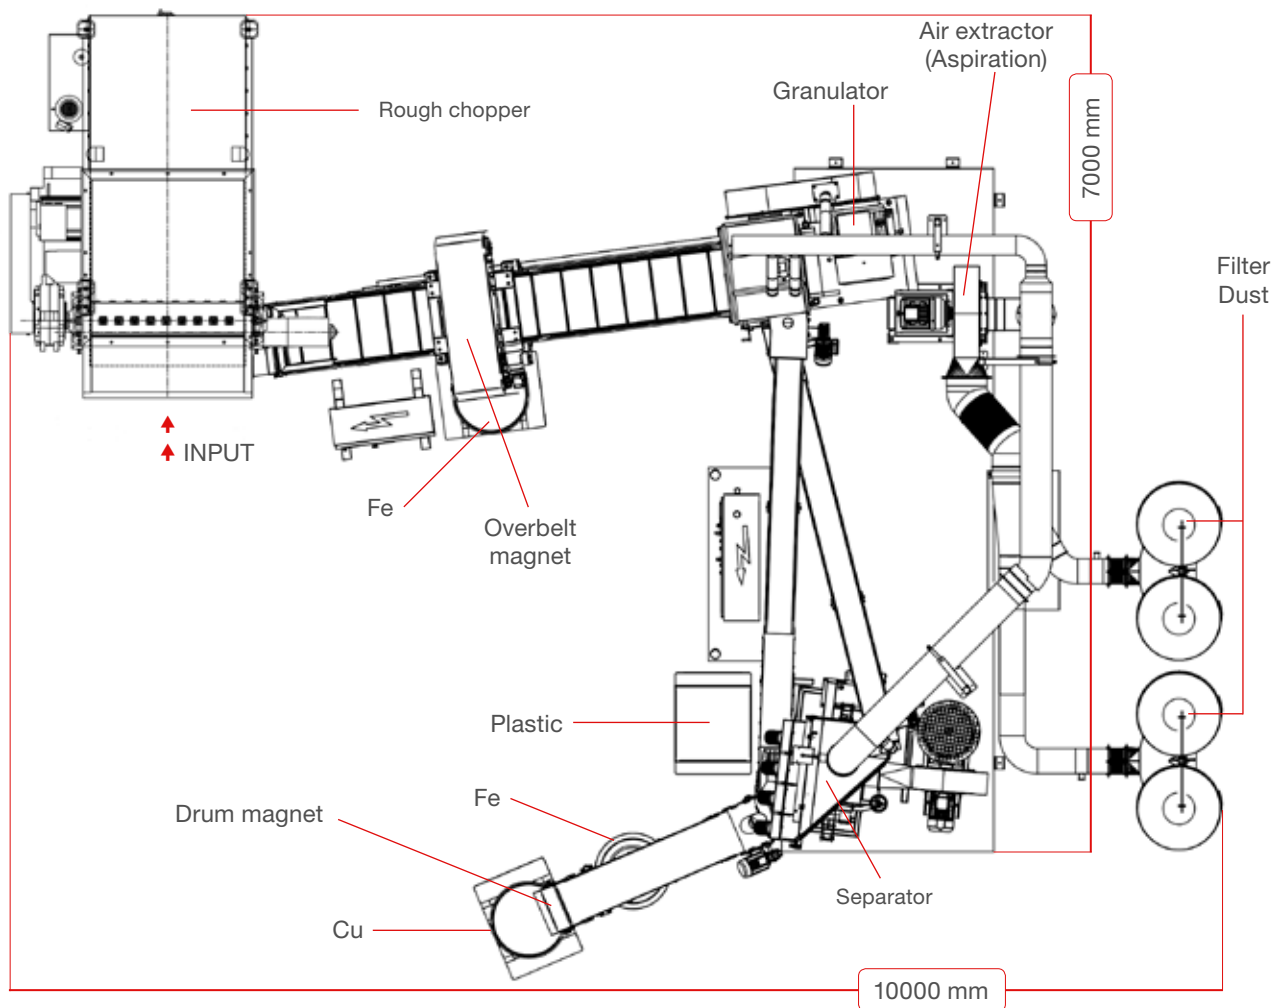 Air extractor
(Aspiration)
Granulator
Rough chopper
7000 mm
Filter
Dust
INPUT
Fe
Overbelt
magnet
Plastic
Fe
Drum magnet
Separator
Cu
10000 mm